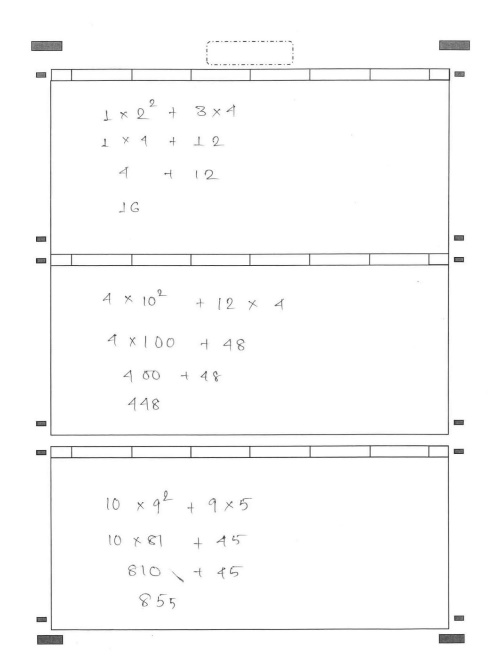 1 × 2² + 3 × 4
1 × 4 + 12
4 + 12
16
4 × 10² + 12 × 4
4 × 100 + 48
400 + 48
448
10 × 9² + 9 × 5
10 × 81 + 45
810 + 45
855